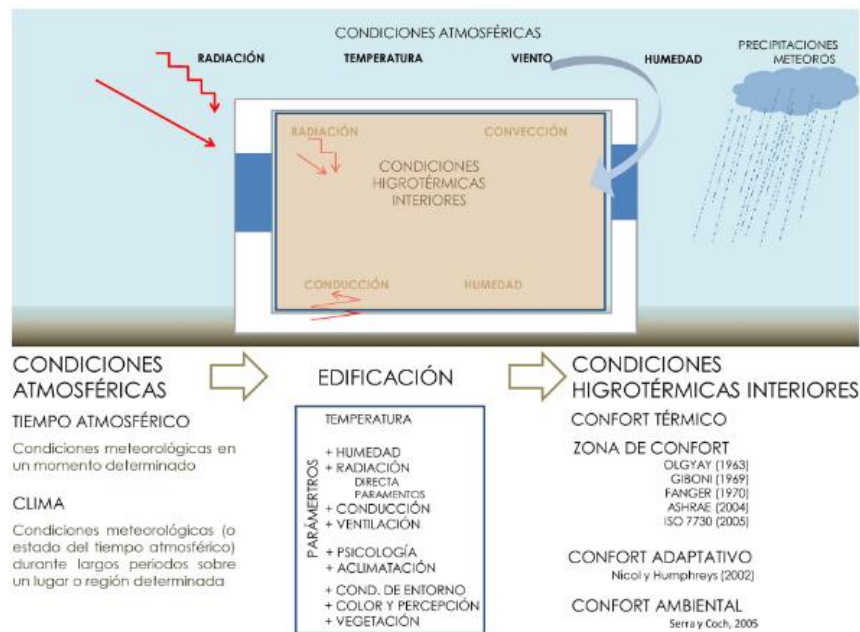 CONDICIONES ATMOSFÉRICAS
RADIACIÓN TEMPERATURA VIENTO HUMEDAD
PRECIPITACIONES
METEOROS
RADIACIÓN CONVECCIÓN
CONDICIONES
HIGROTÉRMICAS
INTERIORES
CONDUCCIÓN HUMEDAD
CONDICIONES
ATMOSFÉRICAS
TIEMPO ATMOSFÉRICO
Condiciones meteorológicas en
un momento determinado
CLIMA
Condiciones meteorológicas (o
estado del tiempo atmosférico)
durante largos periodos sobre
un lugar o región determinada
EDIFICACIÓN
PARÁMERTROS
TEMPERATURA
+ HUMEDAD
+ RADIACIÓN
DIRECTA
PARAMENTOS
+ CONDUCCIÓN
+ VENTILACIÓN
+ PSICOLOGÍA
+ ACLIMATACIÓN
+ COND. DE ENTORNO
+ COLOR Y PERCEPCIÓN
+ VEGETACIÓN
CONDICIONES
HIGROTÉRMICAS INTERIORES
CONFORT TÉRMICO
ZONA DE CONFORT
OLGYAY (1963)
GIBONI (1969)
FANGER (1970)
ASHRAE (2004)
ISO 7730 (2005)
CONFORT ADAPTATIVO
Nicol y Humphreys (2002)
CONFORT AMBIENTAL
Serra y Coch, 2005